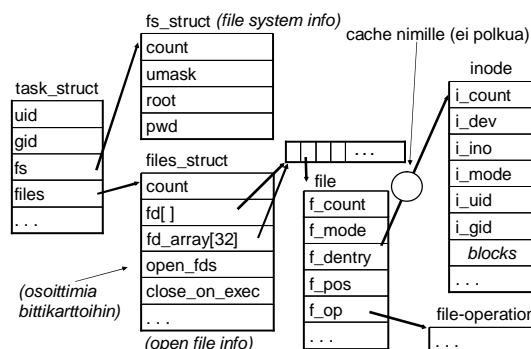 fs_struct (file system info)
count
umask
root
pwd
cache nimille (ei polkua)
task_struct
uid
gid
fs
files
. . .
files_struct
count
fd[ ]
fd_array[32]
open_fds
close_on_exec
. . .
(open file info)
(osoittimia
bittikarttoihin)
. . .
file
f_count
f_mode
f_dentry
f_pos
f_op
. . .
inode
i_count
i_dev
i_ino
i_mode
i_uid
i_gid
blocks
. . .
file-operation
. . .